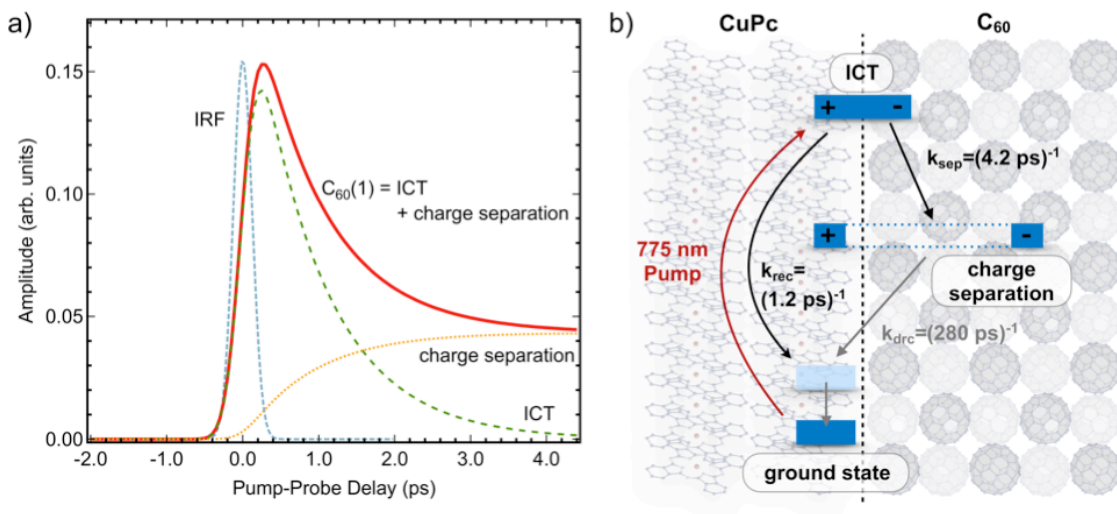 a)
Amplitude (arb. units)
0.15
0.10
0.05
0.00
-2.0 -1.0 0.0 1.0 2.0 3.0 4.0
Pump-Probe Delay (ps)
IRF
C₆₀(1) = ICT
+ charge separation
charge separation
ICT
b)
CuPc
C₆₀
ICT
+ -
k_sep=(4.2 ps)⁻¹
775 nm
Pump
+ -
k_rec=
(1.2 ps)⁻¹
charge
separation
k_drc=(280 ps)⁻¹
ground state